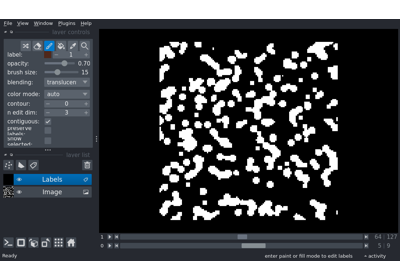 File View Window Plugins Help
layer controls
label: 1
opacity: 0.70
brush size: 15
blending: translucen
color mode: auto
contour: 0
n edit dim: 3
contiguous:
preserve labels:
show selected:
layer list
Labels
Image
1 64 127
0 5 9
Ready enter paint or fill mode to edit labels activity